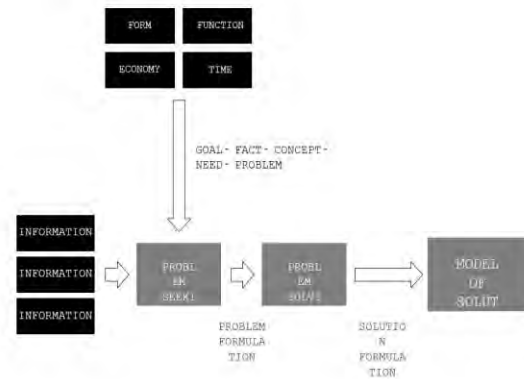 FORM
FUNCTION
ECONOMY
TIME
GOAL- FACT- CONCEPT-
NEED- PROBLEM
INFORMATION
INFORMATION
INFORMATION
PROBL
EM
SEEKI
PROBL
EM
SOLVI
MODEL
OF
SOLUT
PROBLEM
FORMULA
TION
SOLUTIO
N
FORMULA
TION